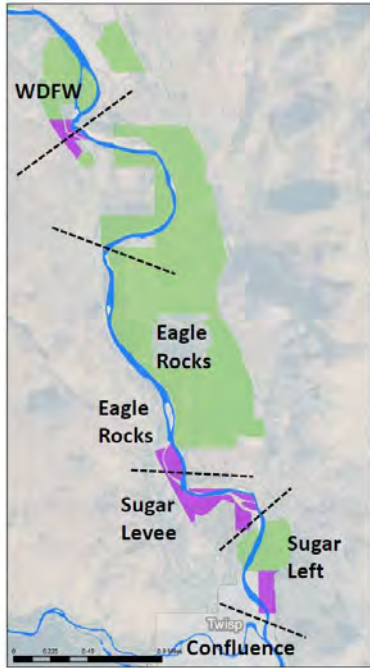 WDFW
Eagle
Rocks
Eagle
Rocks
Sugar
Levee
Sugar
Left
Twisp
Confluence